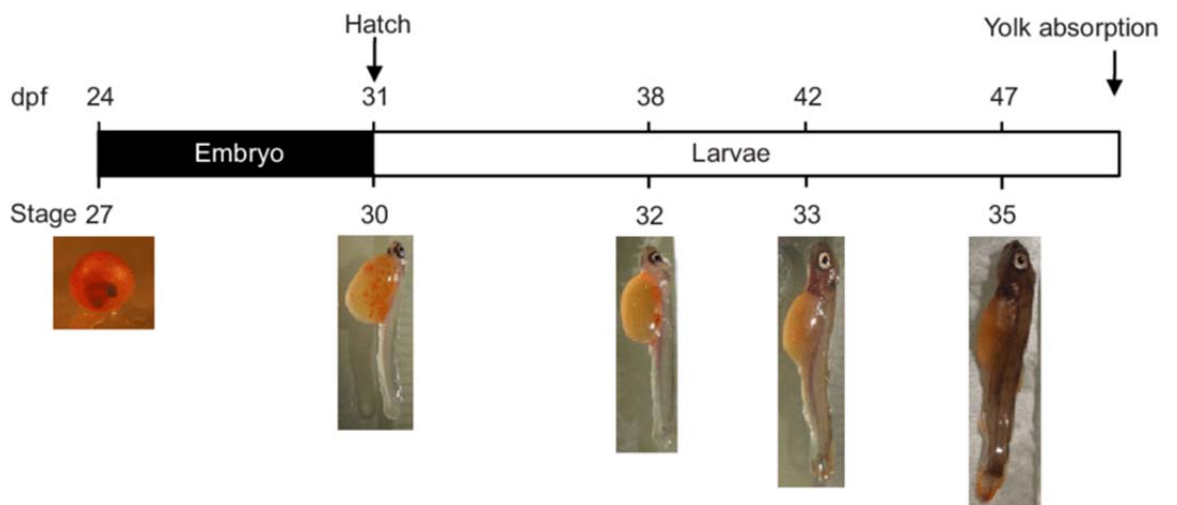 Hatch
Yolk absorption
dpf 24 31 38 42 47
Embryo Larvae
Stage 27 30 32 33 35